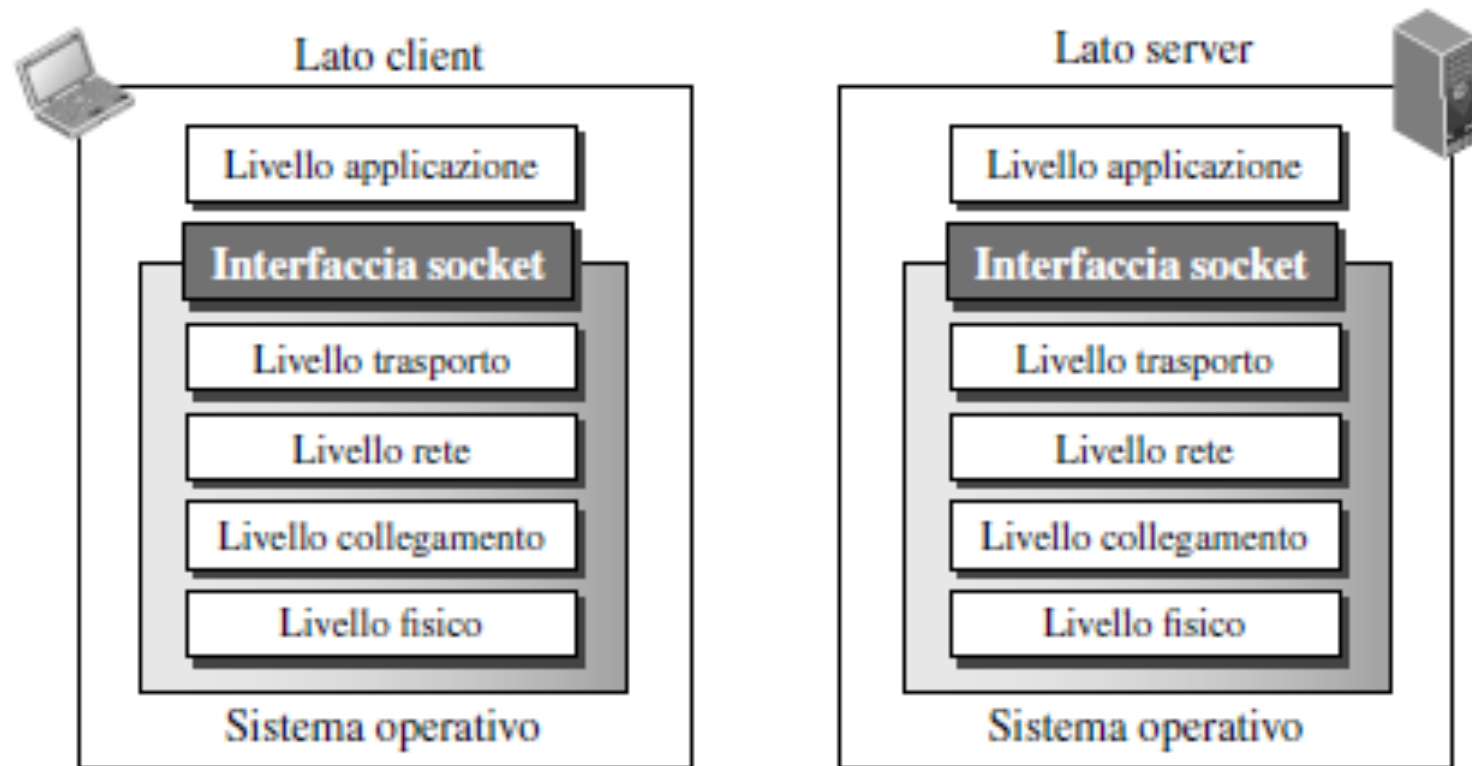 Lato client
Livello applicazione
Interfaccia socket
Livello trasporto
Livello rete
Livello collegamento
Livello fisico
Sistema operativo
Lato server
Livello applicazione
Interfaccia socket
Livello trasporto
Livello rete
Livello collegamento
Livello fisico
Sistema operativo